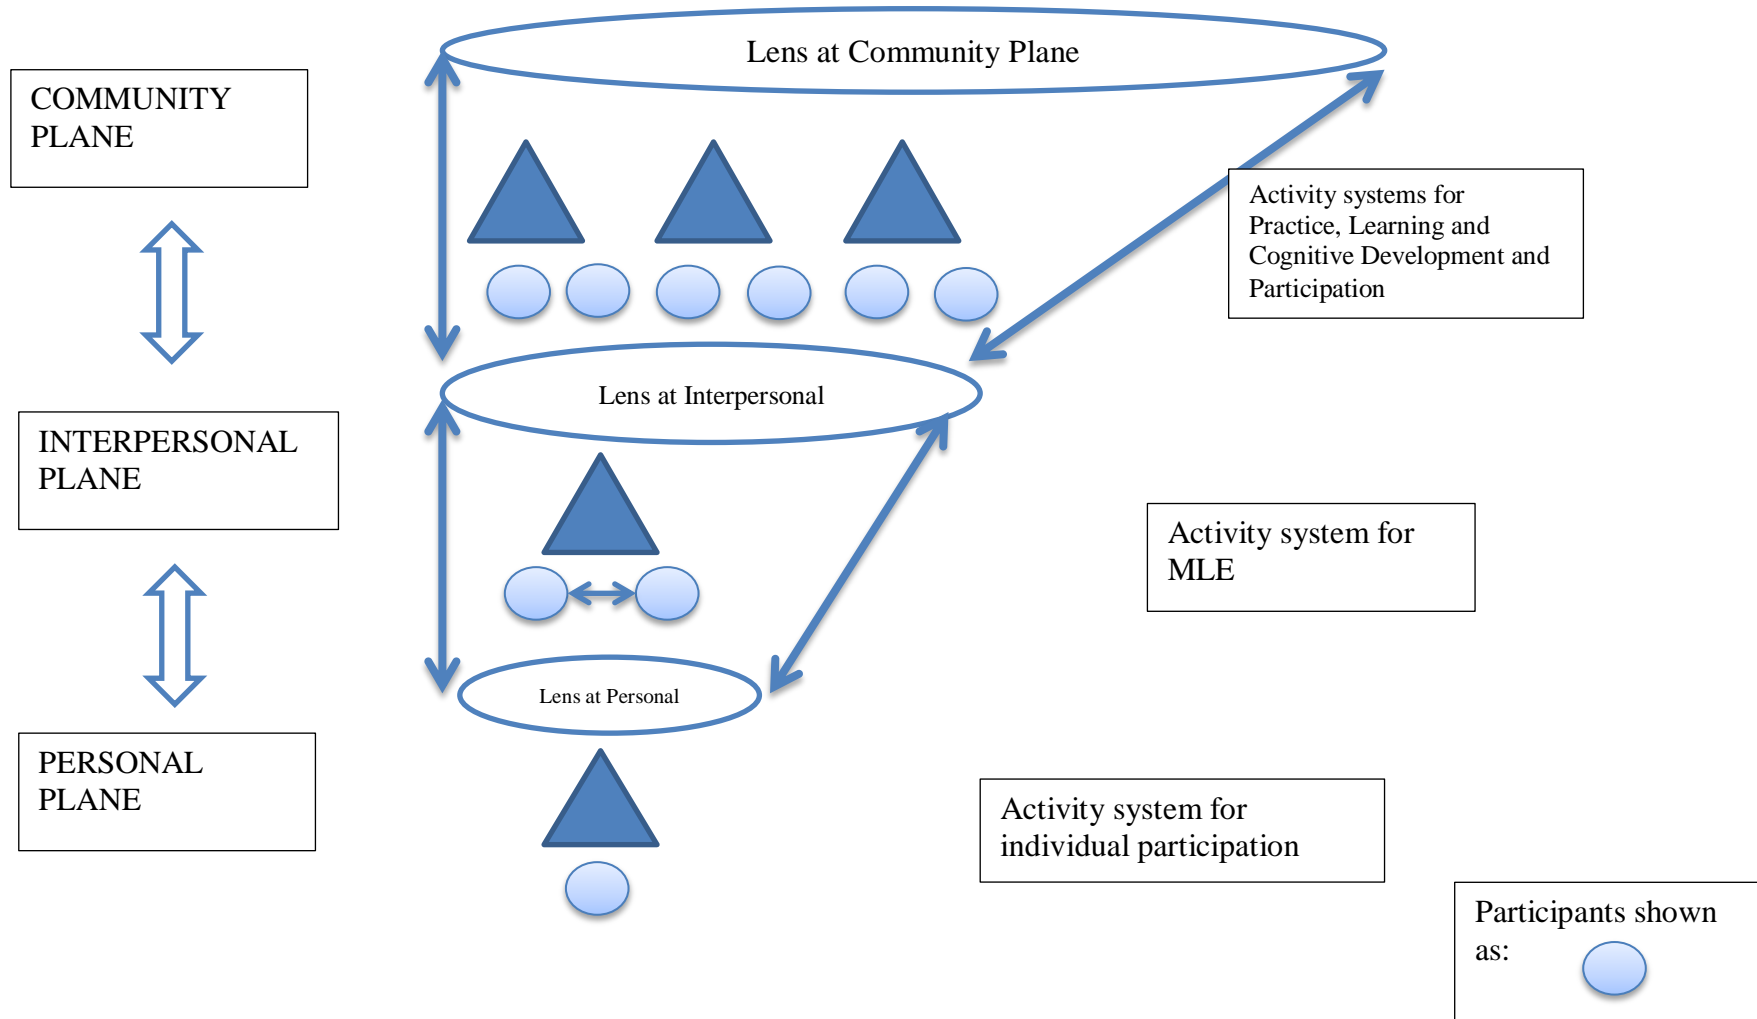 Lens at Community Plane
COMMUNITY
PLANE
Activity systems for
Practice, Learning and
Cognitive Development and
Participation
Lens at Interpersonal
INTERPERSONAL
PLANE
Activity system for
MLE
Lens at Personal
PERSONAL
PLANE
Activity system for
individual participation
Participants shown
as: